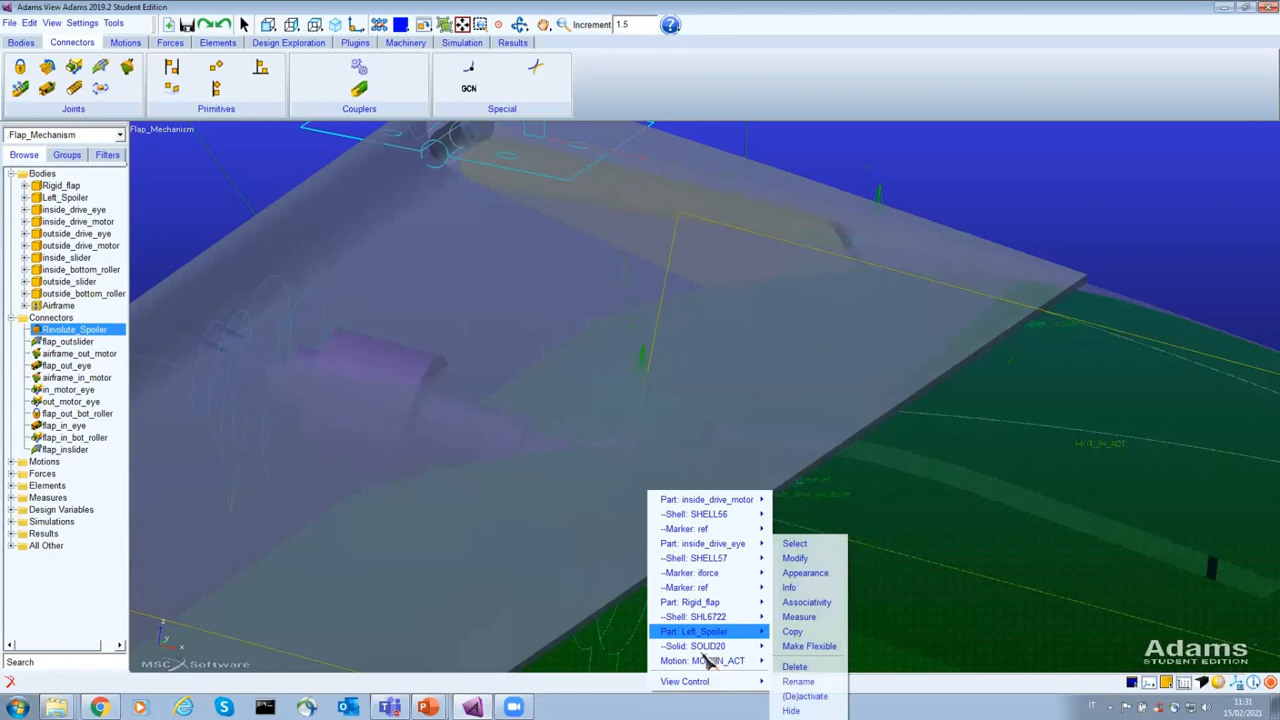 Adams View Adams 2019.2 Student Edition
File Edit View Settings Tools
Increment 1.5
Bodies Connectors Motions Forces Elements Design Exploration Plugins Machinery Simulation Results
GCN
Joints Primitives Couplers Special
.Flap_Mechanism
Flap_Mechanism
Browse Groups Filters
Bodies
Rigid_flap
Left_Spoiler
inside_drive_eye
inside_drive_motor
outside_drive_eye
outside_drive_motor
inside_slider
inside_bottom_roller
outside_slider
outside_bottom_roller
Airframe
Connectors
Revolute_Spoiler
flap_outslider
airframe_out_motor
flap_out_eye
airframe_in_motor
in_motor_eye
out_motor_eye
flap_out_bot_roller
flap_in_eye
flap_in_bot_roller
flap_inslider
Motions
Forces
Elements
Measures
Design Variables
Simulations
Results
All Other
Search
MOT_IN_ACT
Part: inside_drive_motor
--Shell: SHELL56
--Marker: ref
Part: inside_drive_eye
--Shell: SHELL57
--Marker: iforce
--Marker: ref
Part: Rigid_flap
--Shell: SHL6722
Part: Left_Spoiler
--Solid: SOLID20
Motion: MOT_IN_ACT
View Control
Select
Modify
Appearance
Info
Associativity
Measure
Copy
Make Flexible
Delete
Rename
(De)activate
Hide
z
y
x
MSC Software
Adams
STUDENT EDITION
IT
11:31
15/02/2021